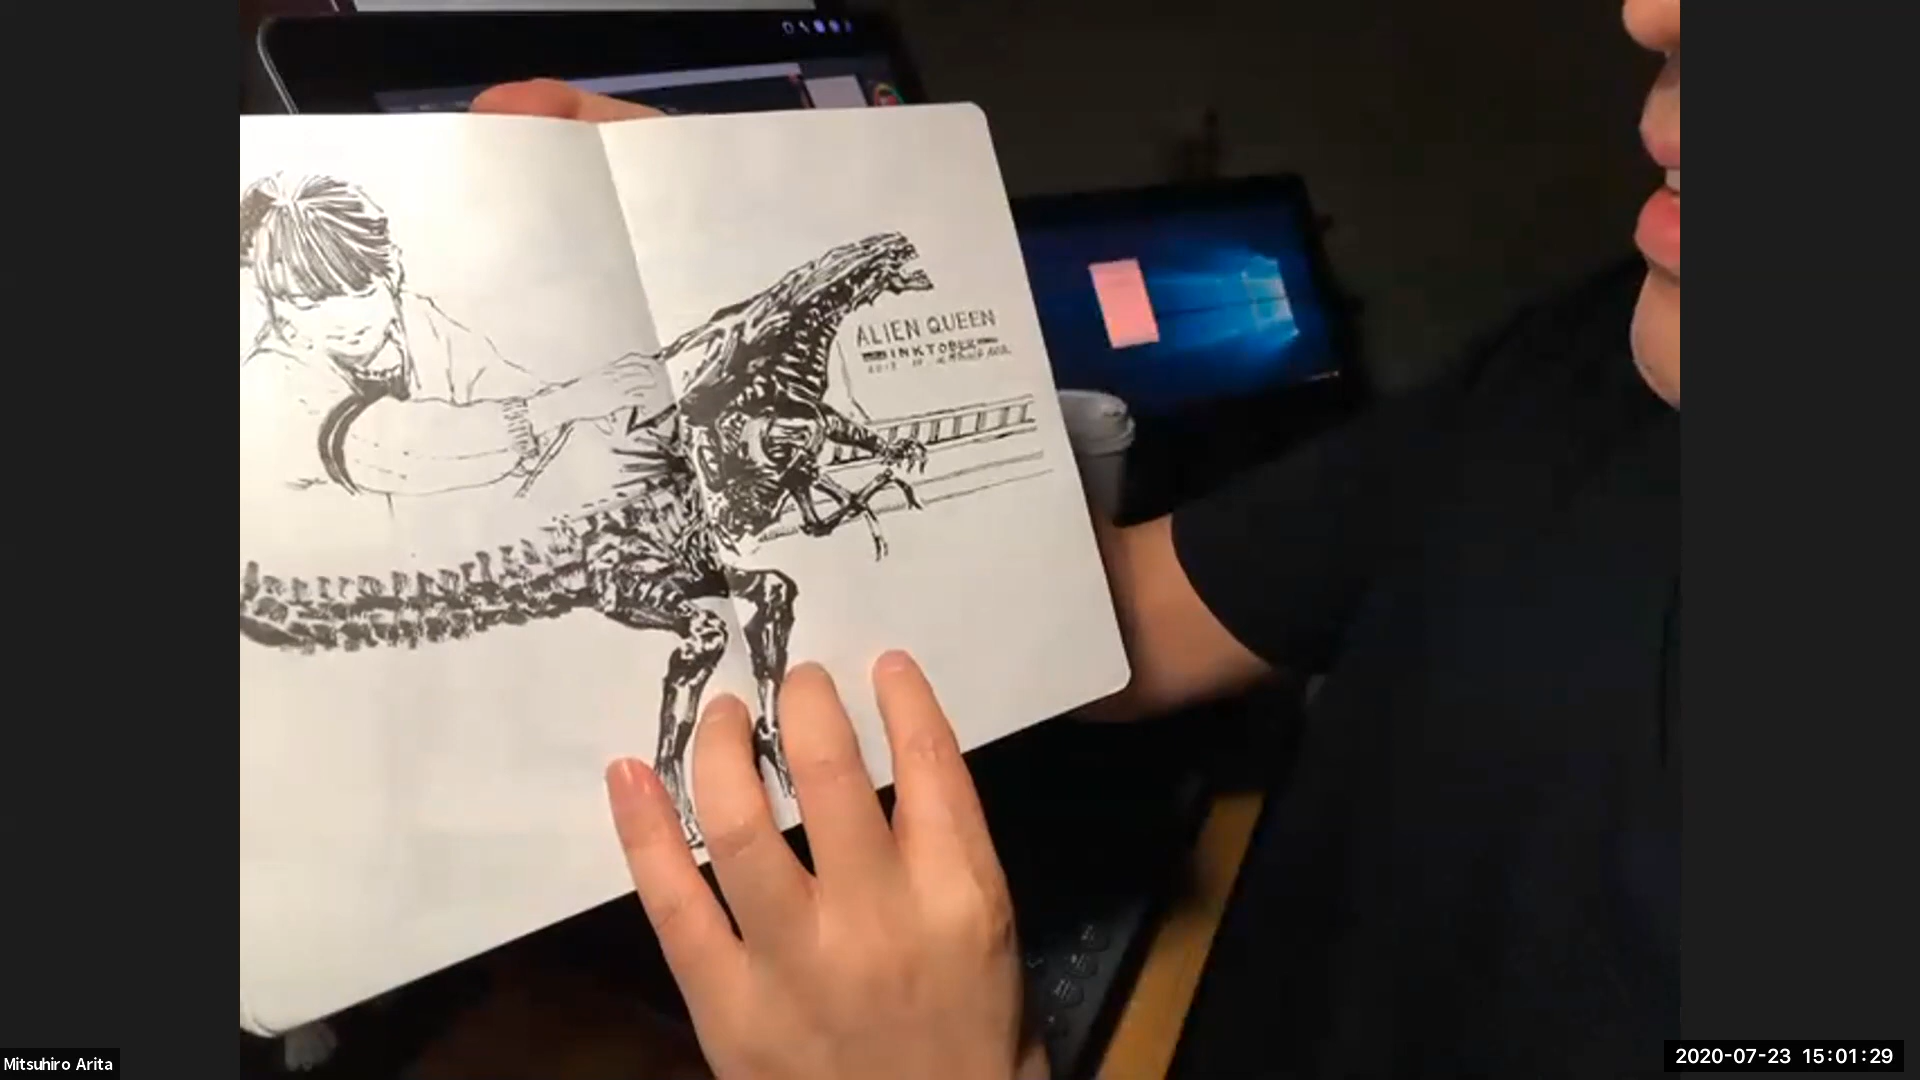 ALIEN QUEEN
INKTOBER
Mitsuhiro Arita
2020-07-23 15:01:29